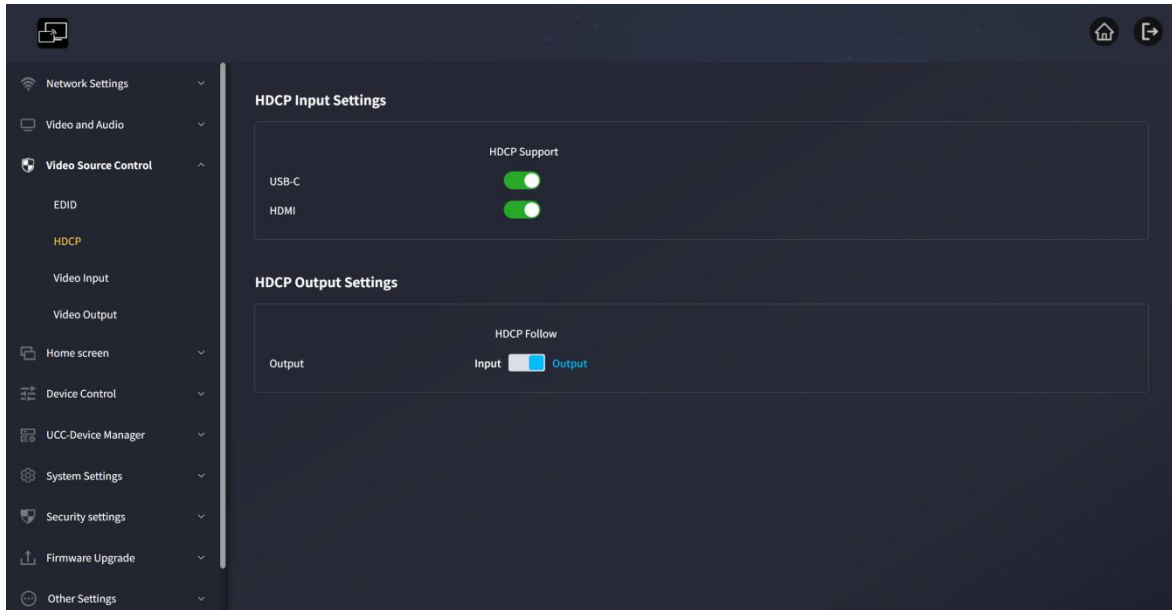 Network Settings
Video and Audio
Video Source Control
EDID
HDCP
Video Input
Video Output
Home screen
Device Control
UCC-Device Manager
System Settings
Security settings
Firmware Upgrade
Other Settings
HDCP Input Settings
HDCP Support
USB-C
HDMI
HDCP Output Settings
HDCP Follow
Output Input Output